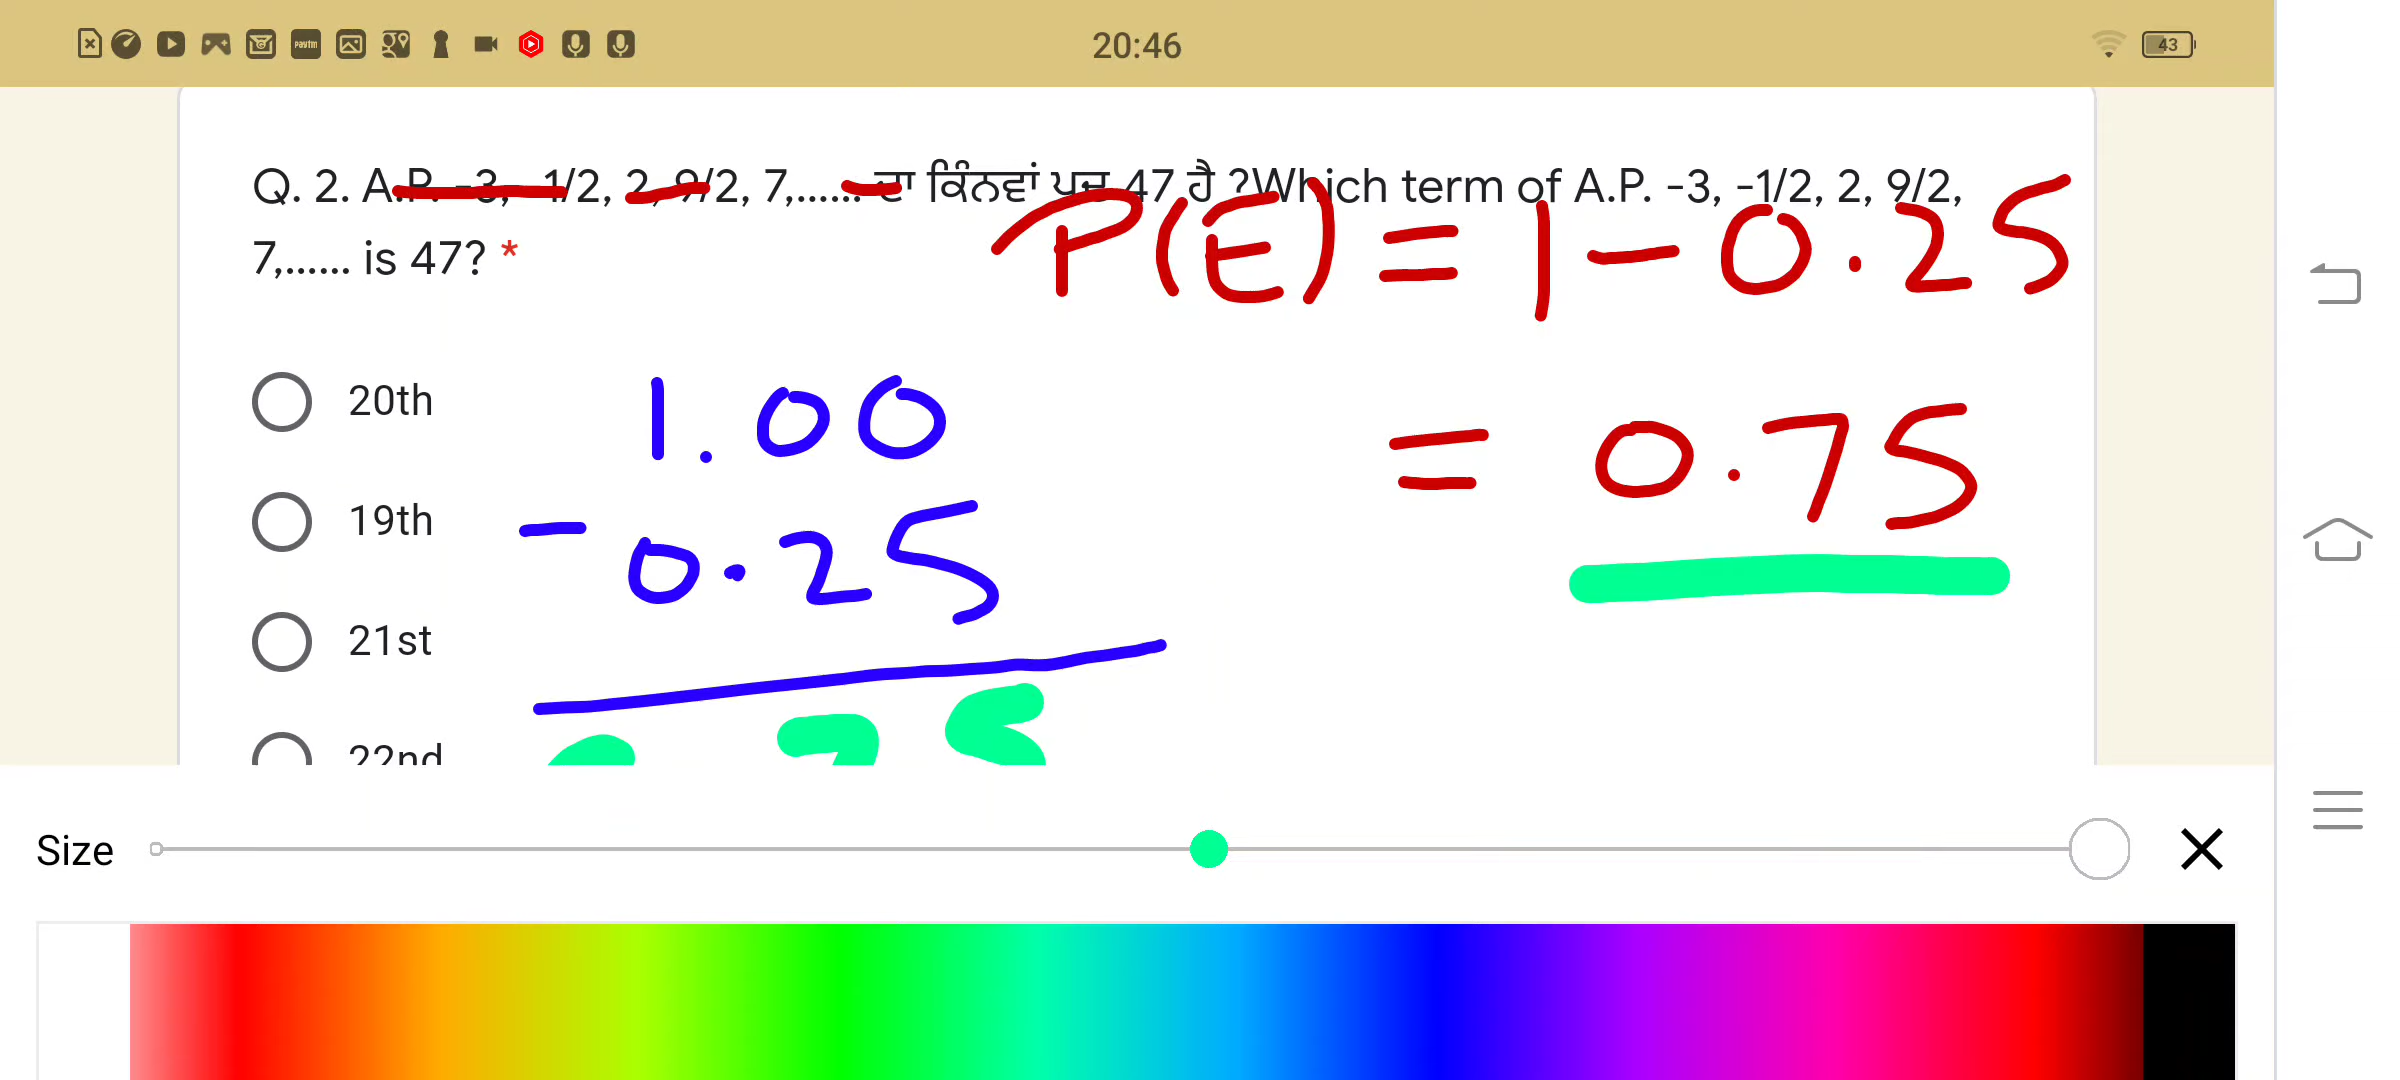 20:46
43
Q. 2. A.P. -3, -1/2, 2, 9/2, 7,...... ਦਾ ਕਿੰਨਵਾਂ ਪਦ 47 ਹੈ ?Which term of A.P. -3, -1/2, 2, 9/2,
7,...... is 47? *
P(E) = 1 - 0.25
= 0.75
20th
19th
21st
22nd
1.00
- 0.25
Size